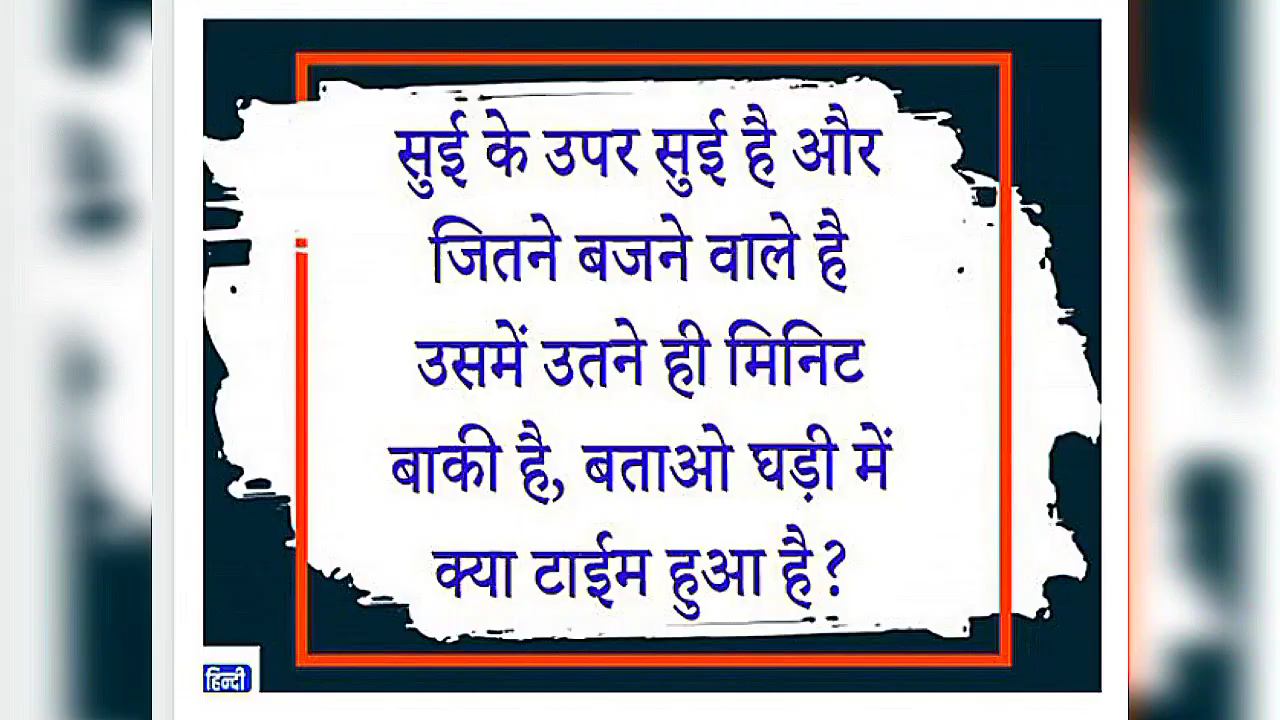 सुई के उपर सुई है और
जितने बजने वाले है
उसमें उतने ही मिनिट
बाकी है, बताओ घड़ी में
क्या टाईम हुआ है?
हिन्दी